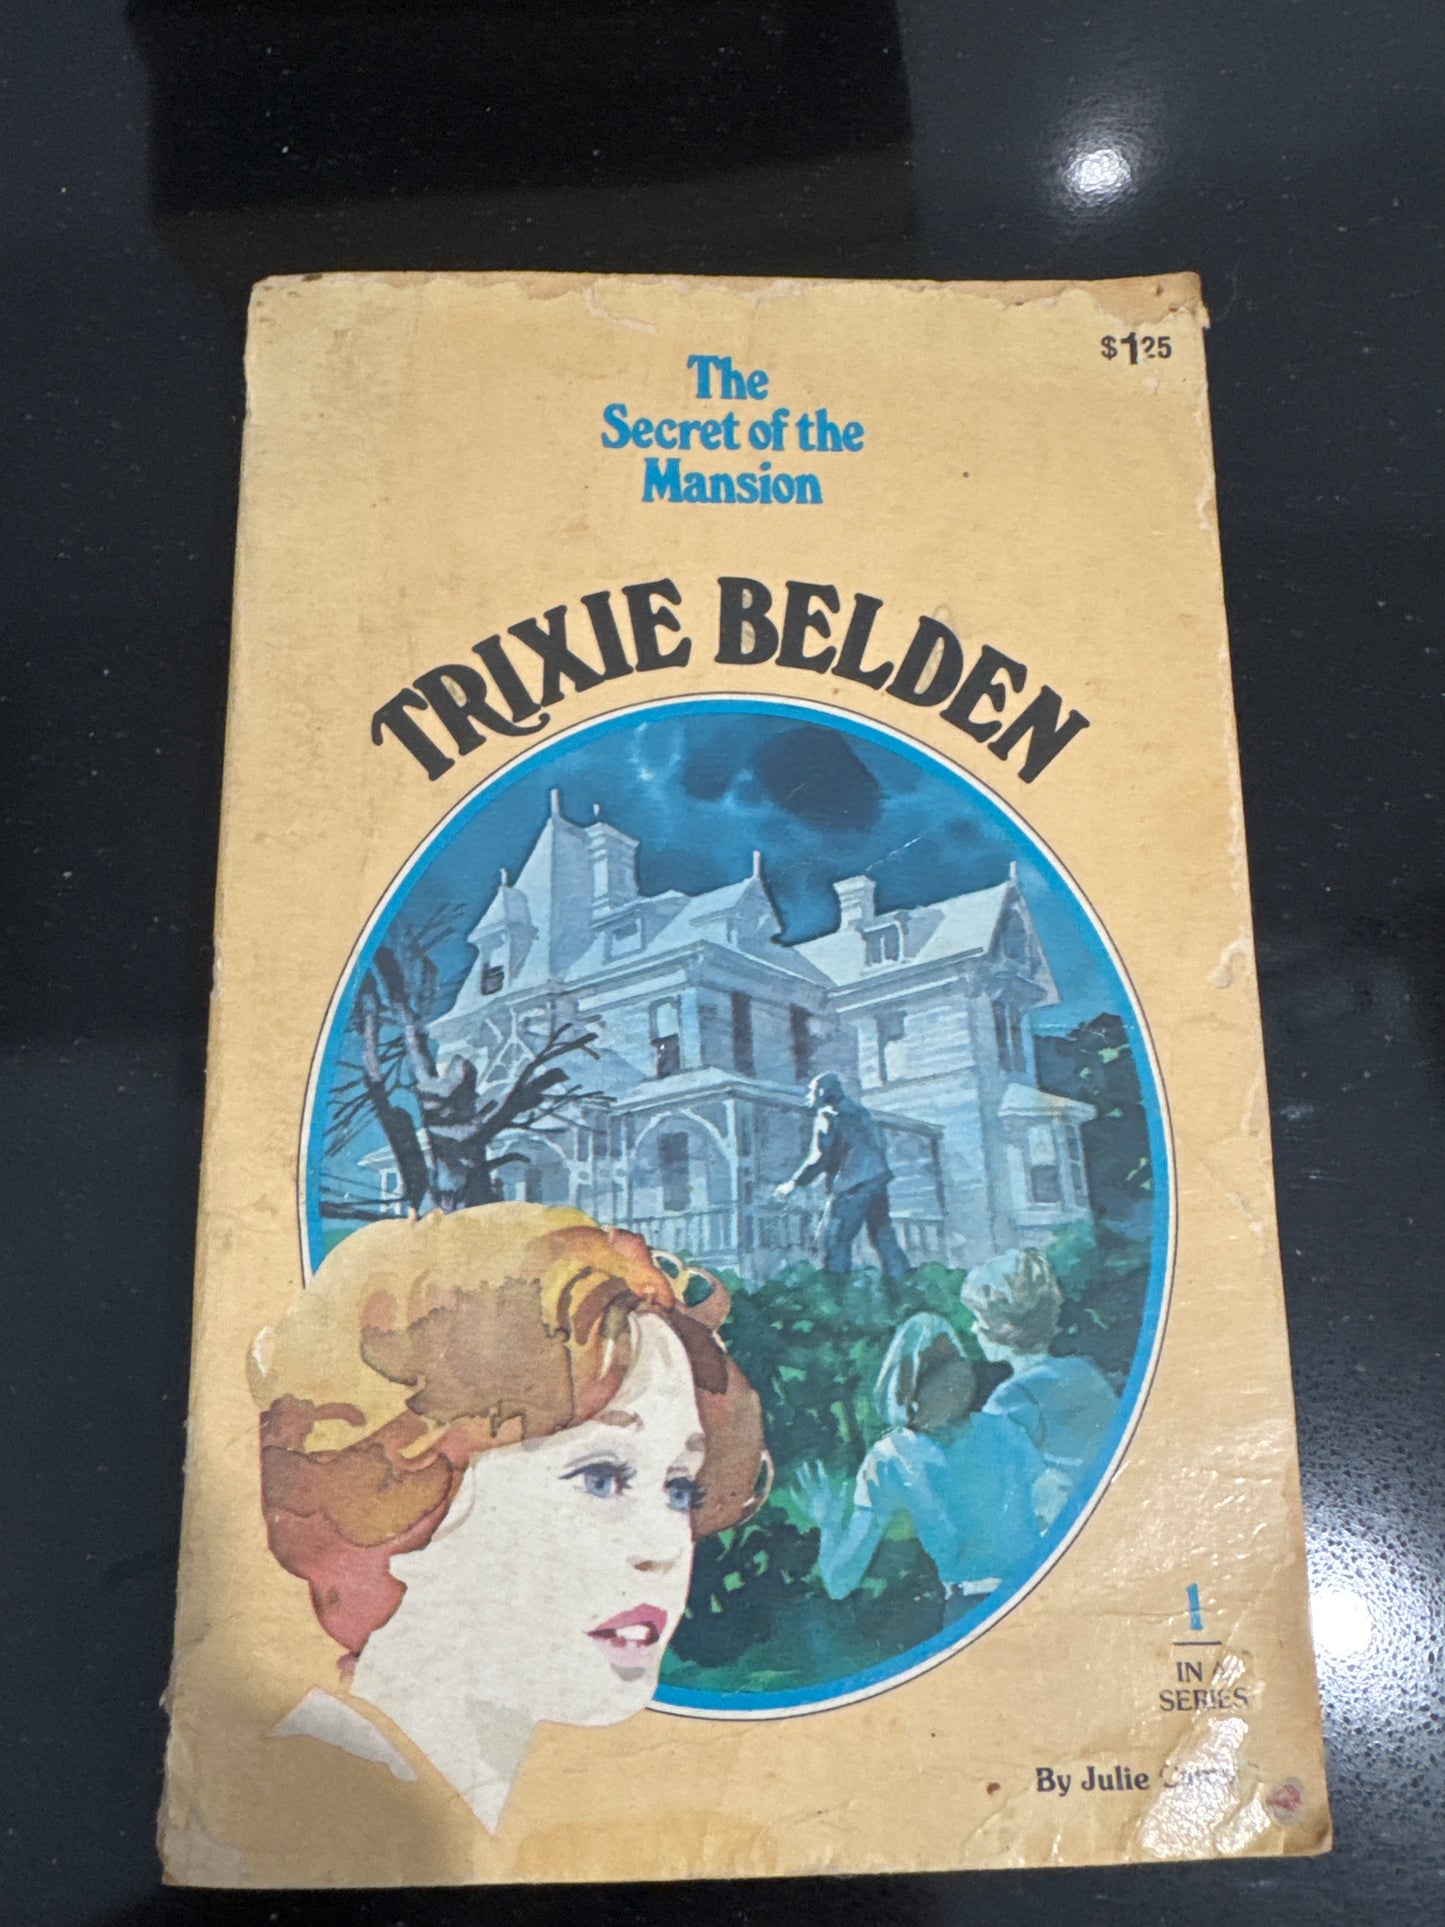 $1.25
The
Secret of the
Mansion
TRIXIE BELDEN
1
IN A
SERIES
By Julie